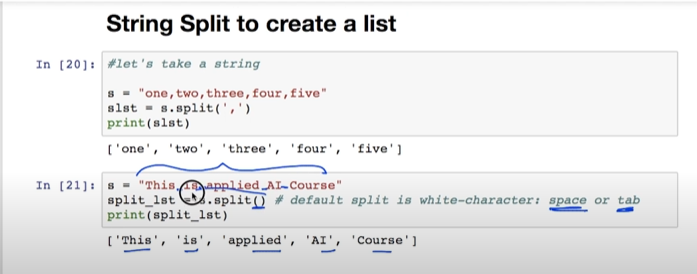 String Split to create a list
In [20]: #let's take a string
s = "one,two,three,four,five"
slst = s.split(',')
print(slst)
['one', 'two', 'three', 'four', 'five']
In [21]: s = "This is applied AI Course"
split_lst = s.split() # default split is white-character: space or tab
print(split_lst)
['This', 'is', 'applied', 'AI', 'Course']